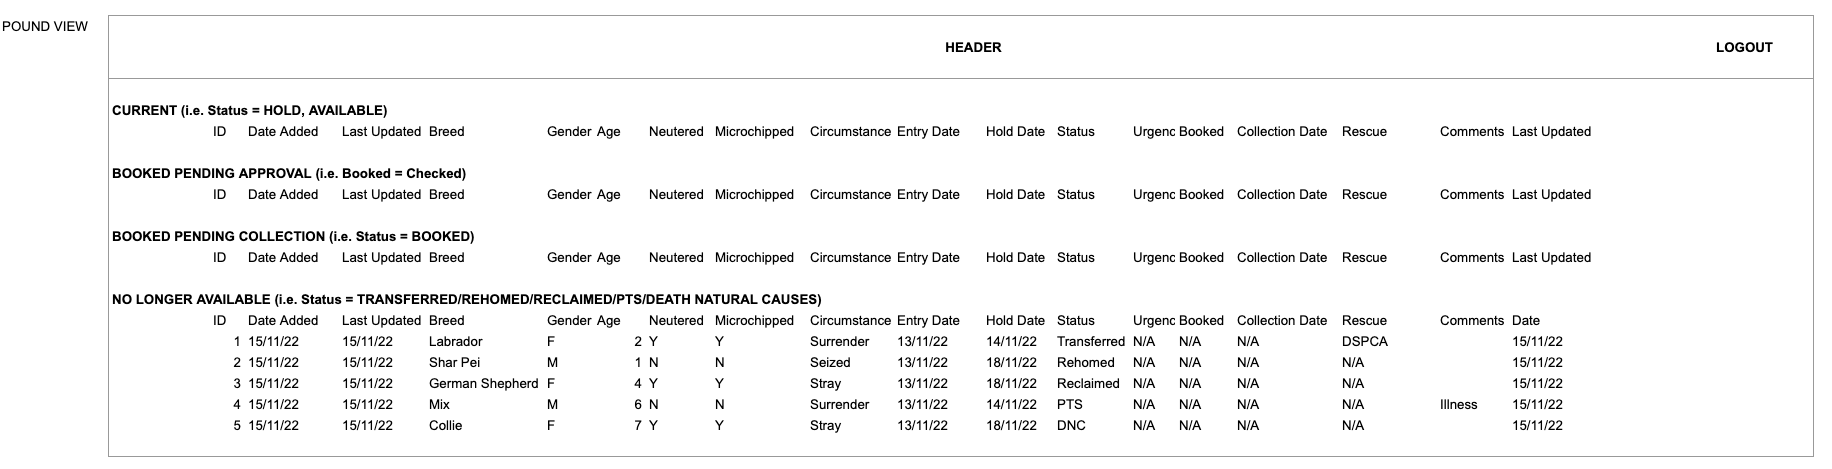 POUND VIEW
HEADER LOGOUT
CURRENT (i.e. Status = HOLD, AVAILABLE)
ID Date Added Last Updated Breed Gender Age Neutered Microchipped Circumstance Entry Date Hold Date Status Urgenc Booked Collection Date Rescue Comments Last Updated
BOOKED PENDING APPROVAL (i.e. Booked = Checked)
ID Date Added Last Updated Breed Gender Age Neutered Microchipped Circumstance Entry Date Hold Date Status Urgenc Booked Collection Date Rescue Comments Last Updated
BOOKED PENDING COLLECTION (i.e. Status = BOOKED)
ID Date Added Last Updated Breed Gender Age Neutered Microchipped Circumstance Entry Date Hold Date Status Urgenc Booked Collection Date Rescue Comments Last Updated
NO LONGER AVAILABLE (i.e. Status = TRANSFERRED/REHOMED/RECLAIMED/PTS/DEATH NATURAL CAUSES)
ID Date Added Last Updated Breed Gender Age Neutered Microchipped Circumstance Entry Date Hold Date Status Urgenc Booked Collection Date Rescue Comments Date
1 15/11/22 15/11/22 Labrador F 2 Y Y Surrender 13/11/22 14/11/22 Transferred N/A N/A N/A DSPCA 15/11/22
2 15/11/22 15/11/22 Shar Pei M 1 N N Seized 13/11/22 18/11/22 Rehomed N/A N/A N/A N/A 15/11/22
3 15/11/22 15/11/22 German Shepherd F 4 Y Y Stray 13/11/22 18/11/22 Reclaimed N/A N/A N/A N/A 15/11/22
4 15/11/22 15/11/22 Mix M 6 N N Surrender 13/11/22 14/11/22 PTS N/A N/A N/A N/A Illness 15/11/22
5 15/11/22 15/11/22 Collie F 7 Y Y Stray 13/11/22 18/11/22 DNC N/A N/A N/A N/A 15/11/22